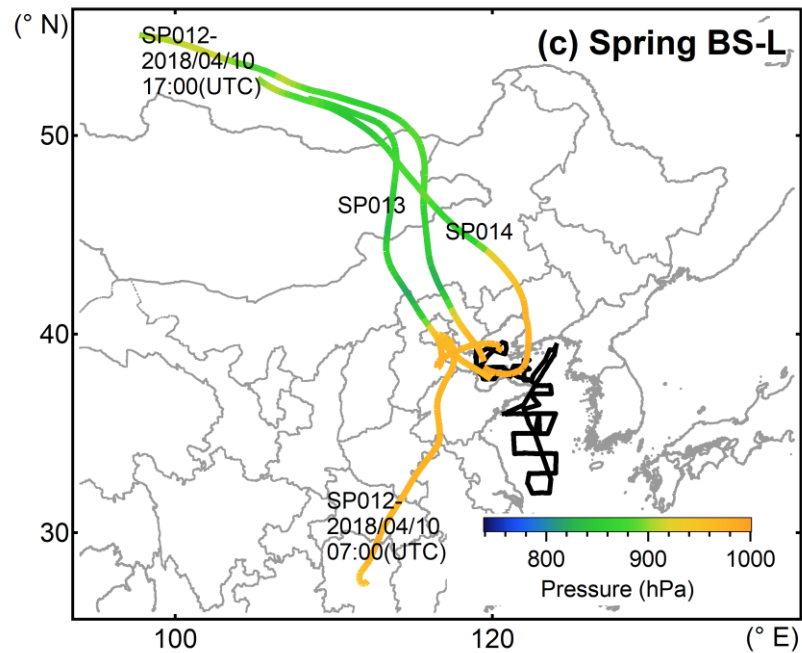 (° N)
(c) Spring BS-L
SP012-
2018/04/10
17:00(UTC)
50
SP013
SP014
40
SP012-
2018/04/10
07:00(UTC)
30
800
900
1000
Pressure (hPa)
100
120
(° E)